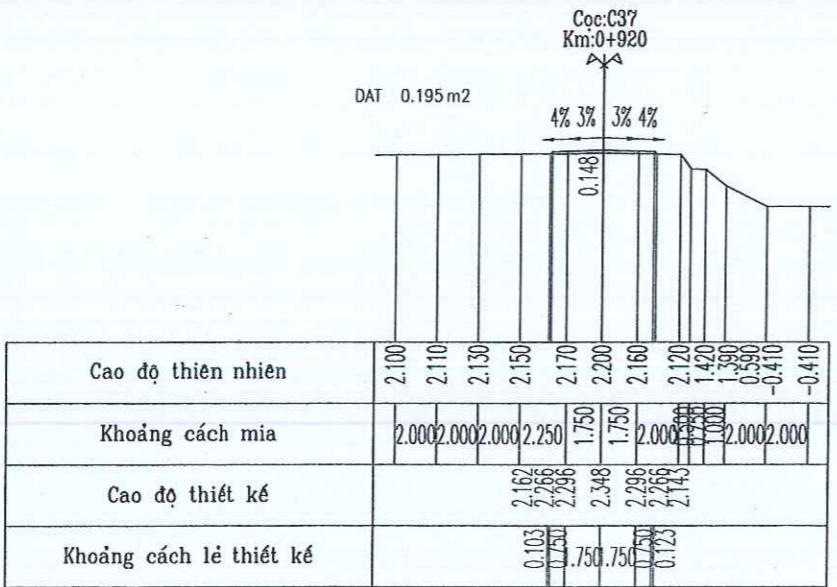 Cọc:C37
Km:0+920
DAT 0.195 m2
4% 3% 3% 4%
0.148
Cao độ thiên nhiên 2.100 2.110 2.130 2.150 2.170 2.200 2.160 2.120 1.420 1.390 0.590 -0.410 -0.410
Khoảng cách mia 2.000 2.000 2.000 2.250 1.750 1.750 2.000 2.000 2.000
Cao độ thiết kế 2.162 2.266 2.296 2.348 2.296 2.266 2.143
Khoảng cách lẻ thiết kế 0.103 0.750 1.750 1.750 0.750 0.123